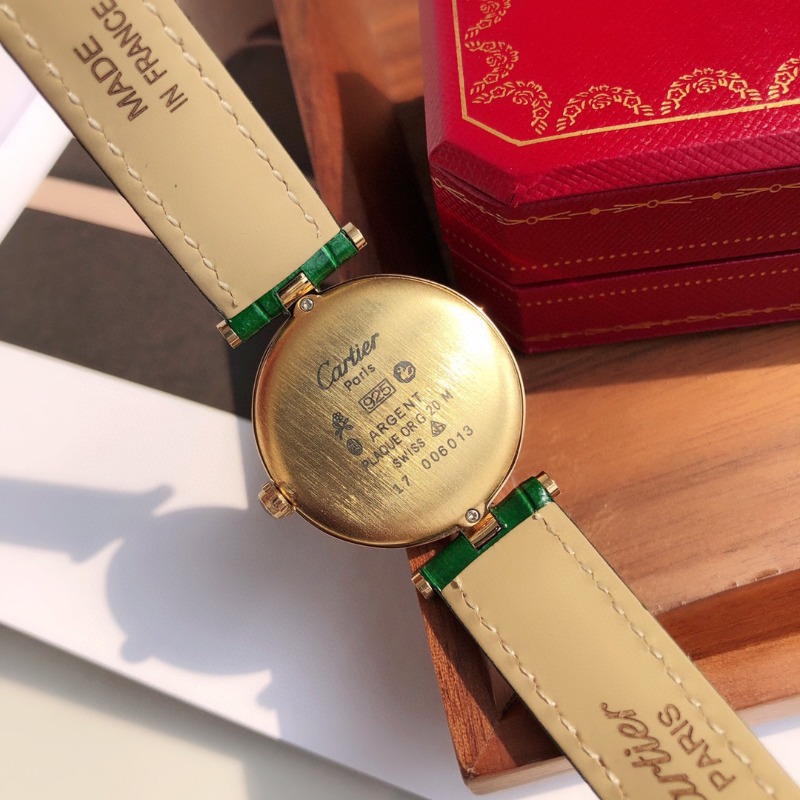 MADE
IN FRANCE
Cartier
Paris
925
ARGENT
PLAQUE OR G 20 M
SWISS
17 006013
Cartier
PARIS